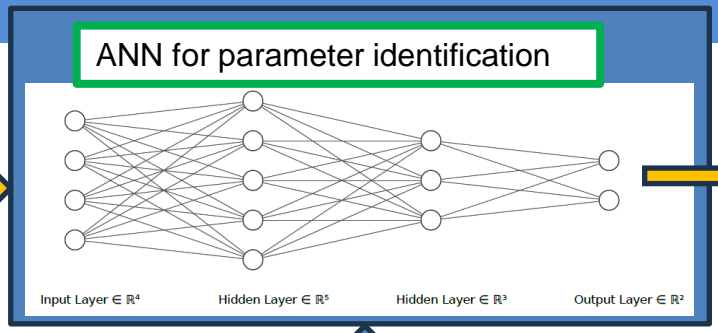 ANN for parameter identification
Input Layer ∈ ℝ⁴
Hidden Layer ∈ ℝ⁵
Hidden Layer ∈ ℝ³
Output Layer ∈ ℝ²